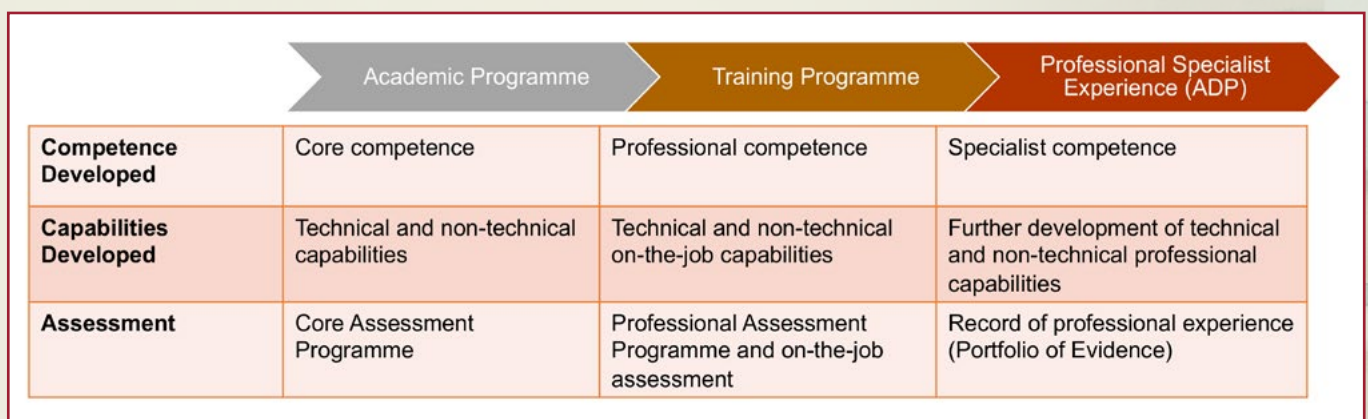 Academic Programme
Training Programme
Professional Specialist
Experience (ADP)
Competence
Developed
Core competence
Professional competence
Specialist competence
Capabilities
Developed
Technical and non-technical
capabilities
Technical and non-technical
on-the-job capabilities
Further development of technical
and non-technical professional
capabilities
Assessment
Core Assessment
Programme
Professional Assessment
Programme and on-the-job
assessment
Record of professional experience
(Portfolio of Evidence)